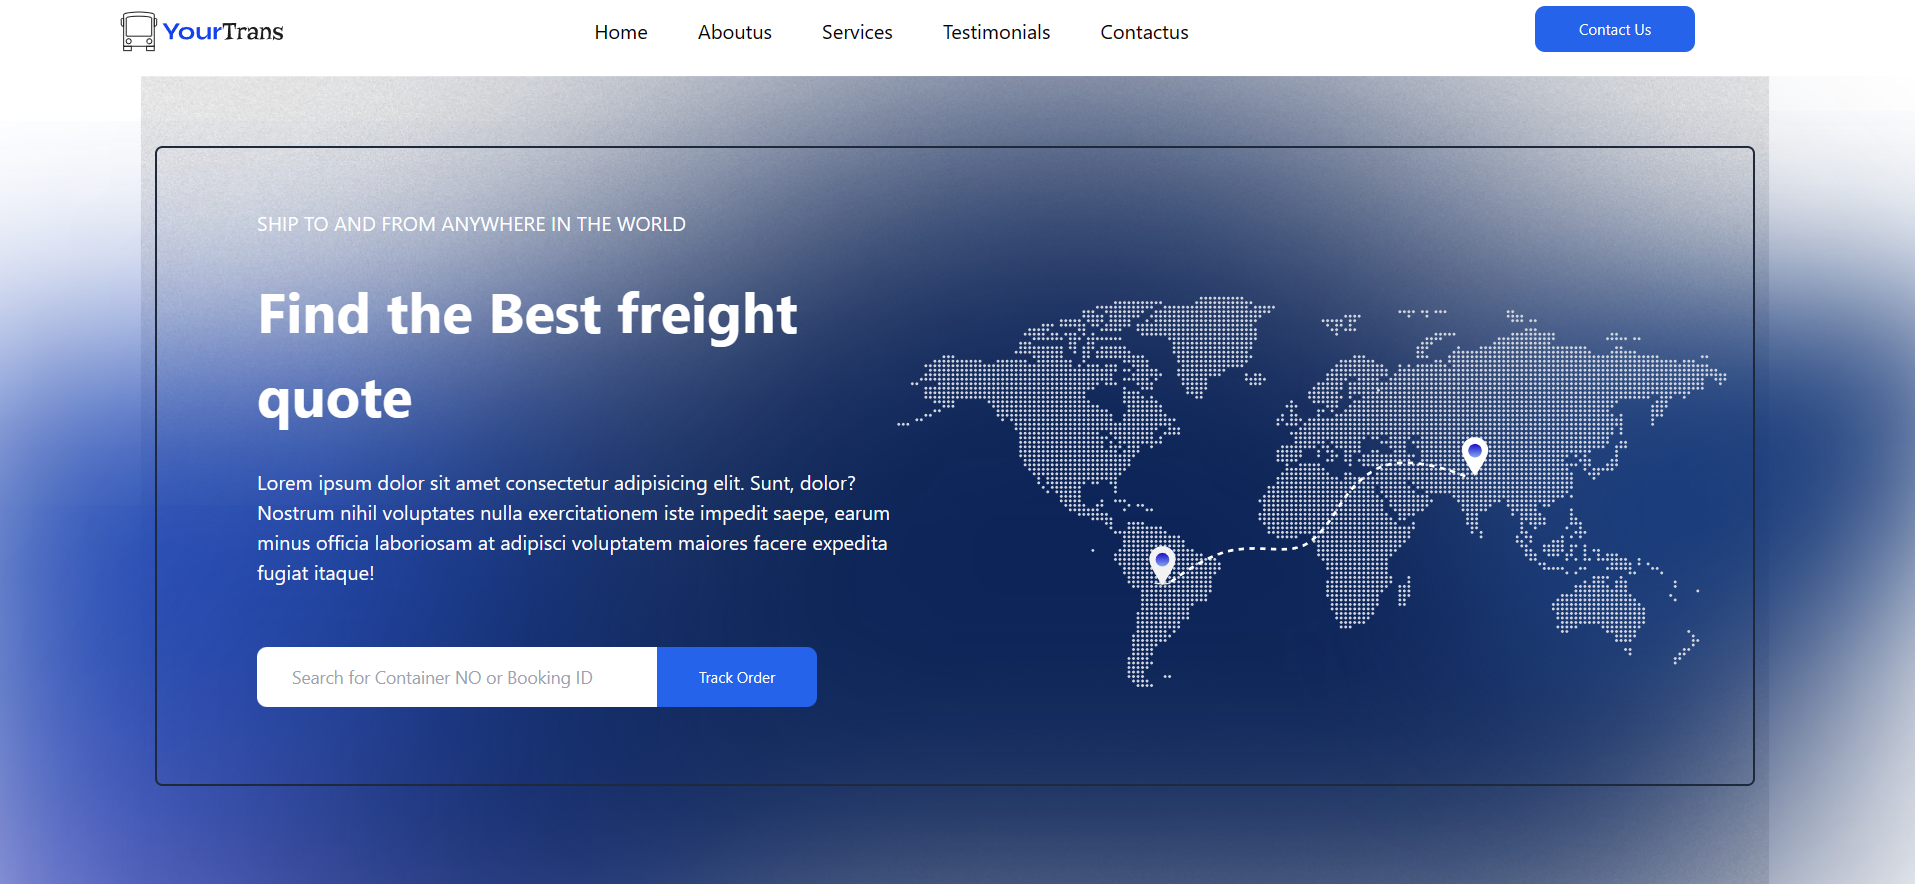 YourTrans
Home
Aboutus
Services
Testimonials
Contactus
Contact Us
SHIP TO AND FROM ANYWHERE IN THE WORLD
Find the Best freight
quote
Lorem ipsum dolor sit amet consectetur adipisicing elit. Sunt, dolor?
Nostrum nihil voluptates nulla exercitationem iste impedit saepe, earum
minus officia laboriosam at adipisci voluptatem maiores facere expedita
fugiat itaque!
Search for Container NO or Booking ID
Track Order